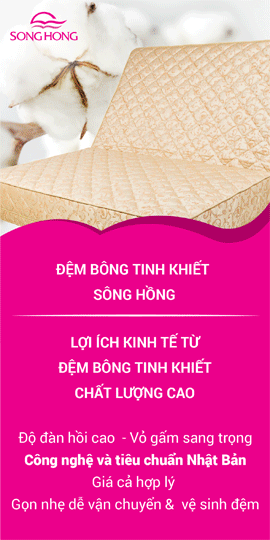 SONG HONG
ĐỆM BÔNG TINH KHIẾT
SÔNG HỒNG
LỢI ÍCH KINH TẾ TỪ
ĐỆM BÔNG TINH KHIẾT
CHẤT LƯỢNG CAO
Độ đàn hồi cao - Vỏ gấm sang trọng
Công nghệ và tiêu chuẩn Nhật Bản
Giá cả hợp lý
Gọn nhẹ dễ vận chuyển & vệ sinh đệm